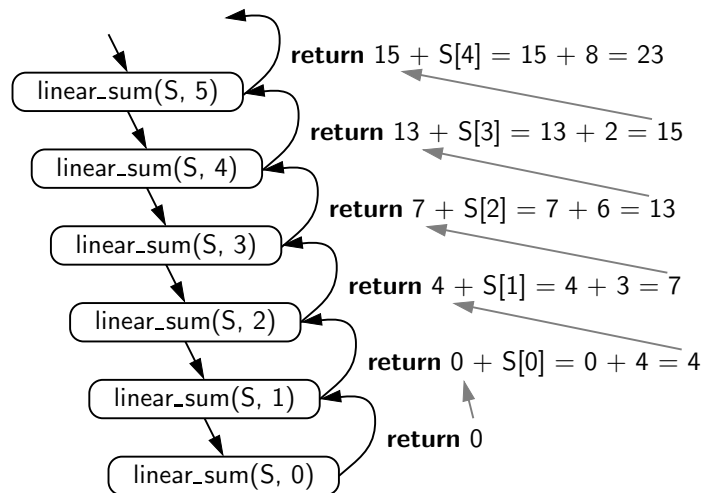 return 15 + S[4] = 15 + 8 = 23
linear_sum(S, 5)
return 13 + S[3] = 13 + 2 = 15
linear_sum(S, 4)
return 7 + S[2] = 7 + 6 = 13
linear_sum(S, 3)
return 4 + S[1] = 4 + 3 = 7
linear_sum(S, 2)
return 0 + S[0] = 0 + 4 = 4
linear_sum(S, 1)
return 0
linear_sum(S, 0)